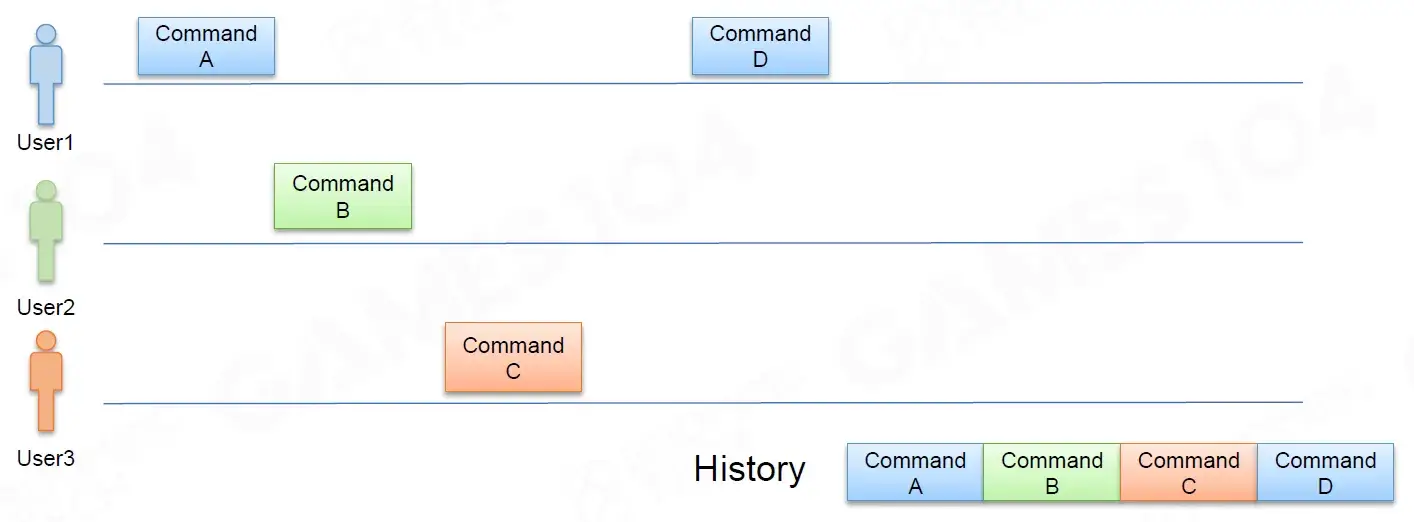 Command
A
Command
D
User1
Command
B
User2
Command
C
User3
History
Command
A
Command
B
Command
C
Command
D
GAMES104